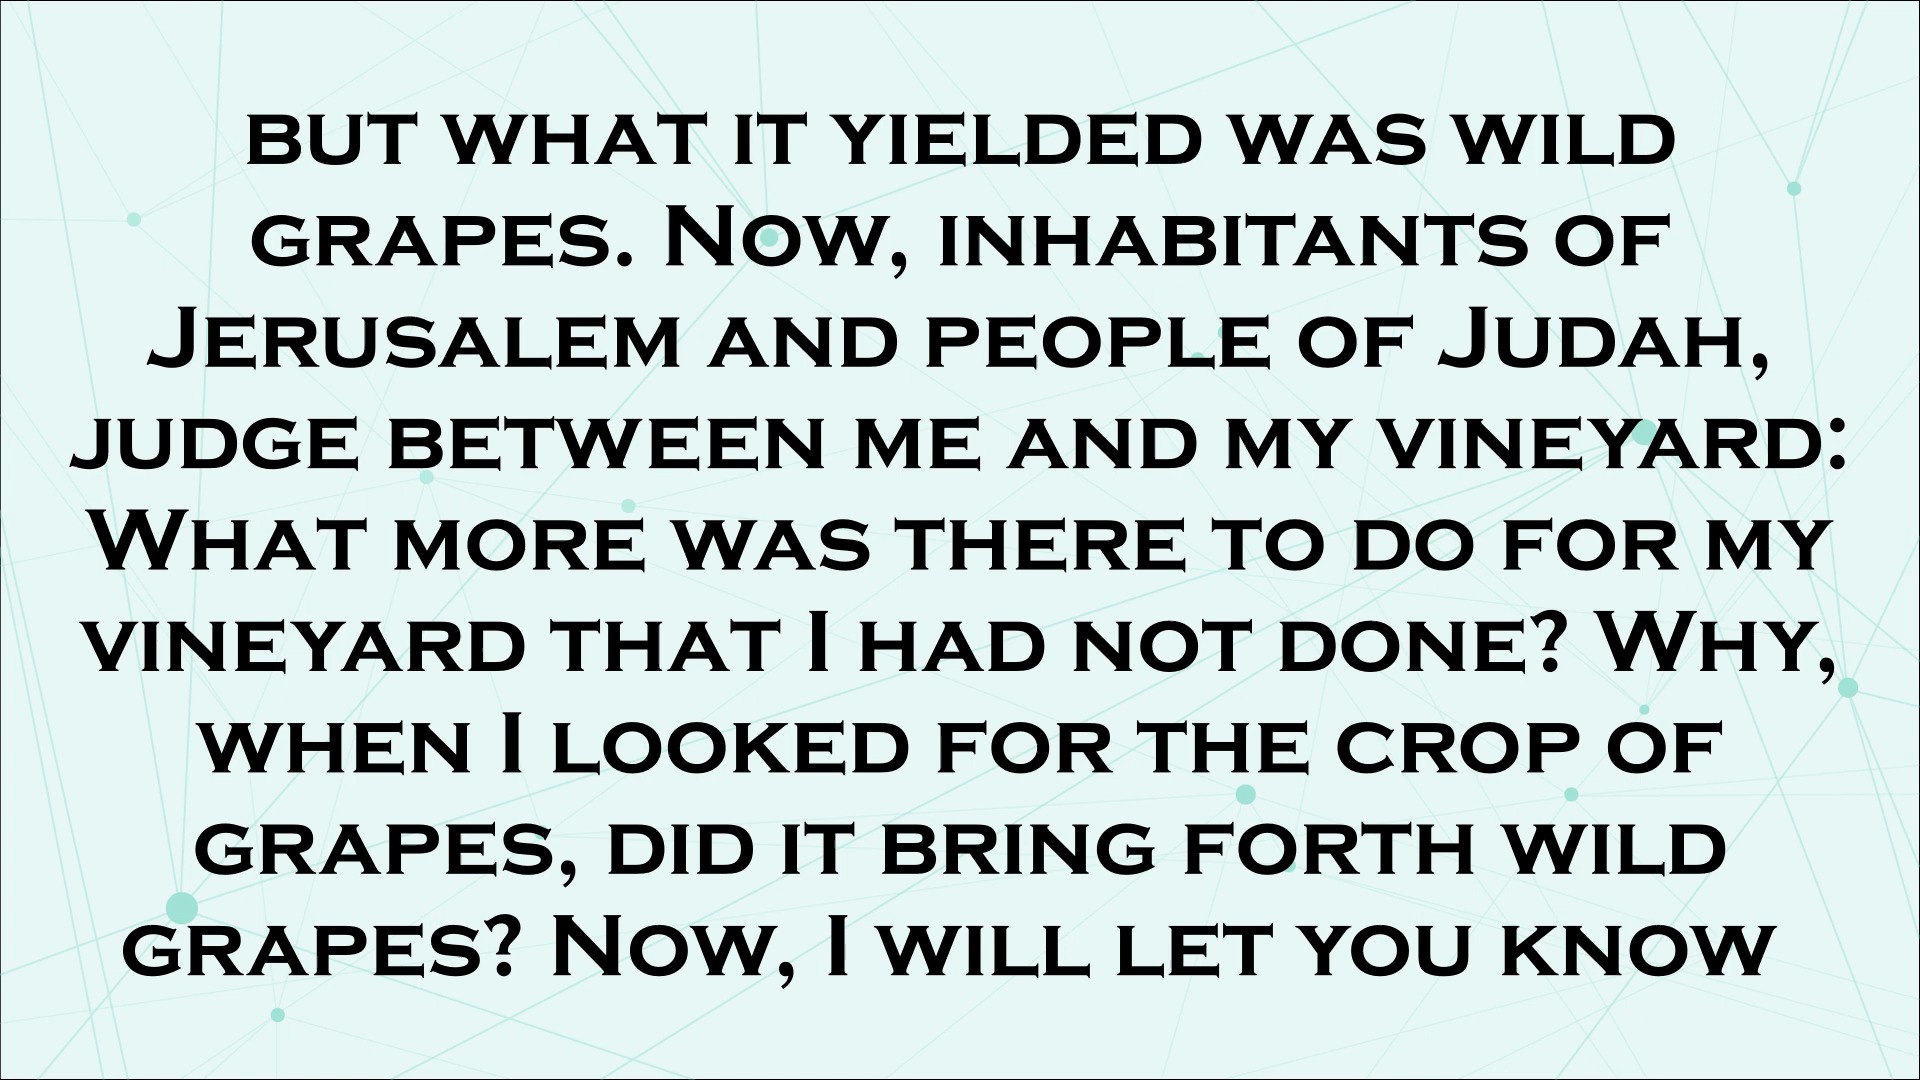 but what it yielded was wild
grapes. Now, inhabitants of
Jerusalem and people of Judah,
judge between me and my vineyard:
What more was there to do for my
vineyard that I had not done? Why,
when I looked for the crop of
grapes, did it bring forth wild
grapes? Now, I will let you know